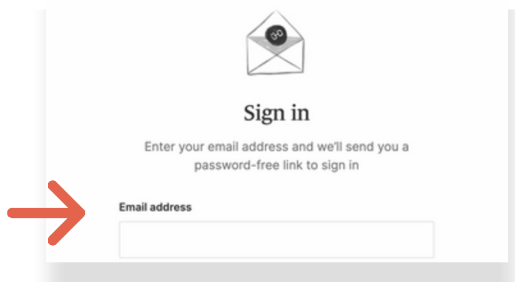 Sign in
Enter your email address and we'll send you a
password-free link to sign in
Email address